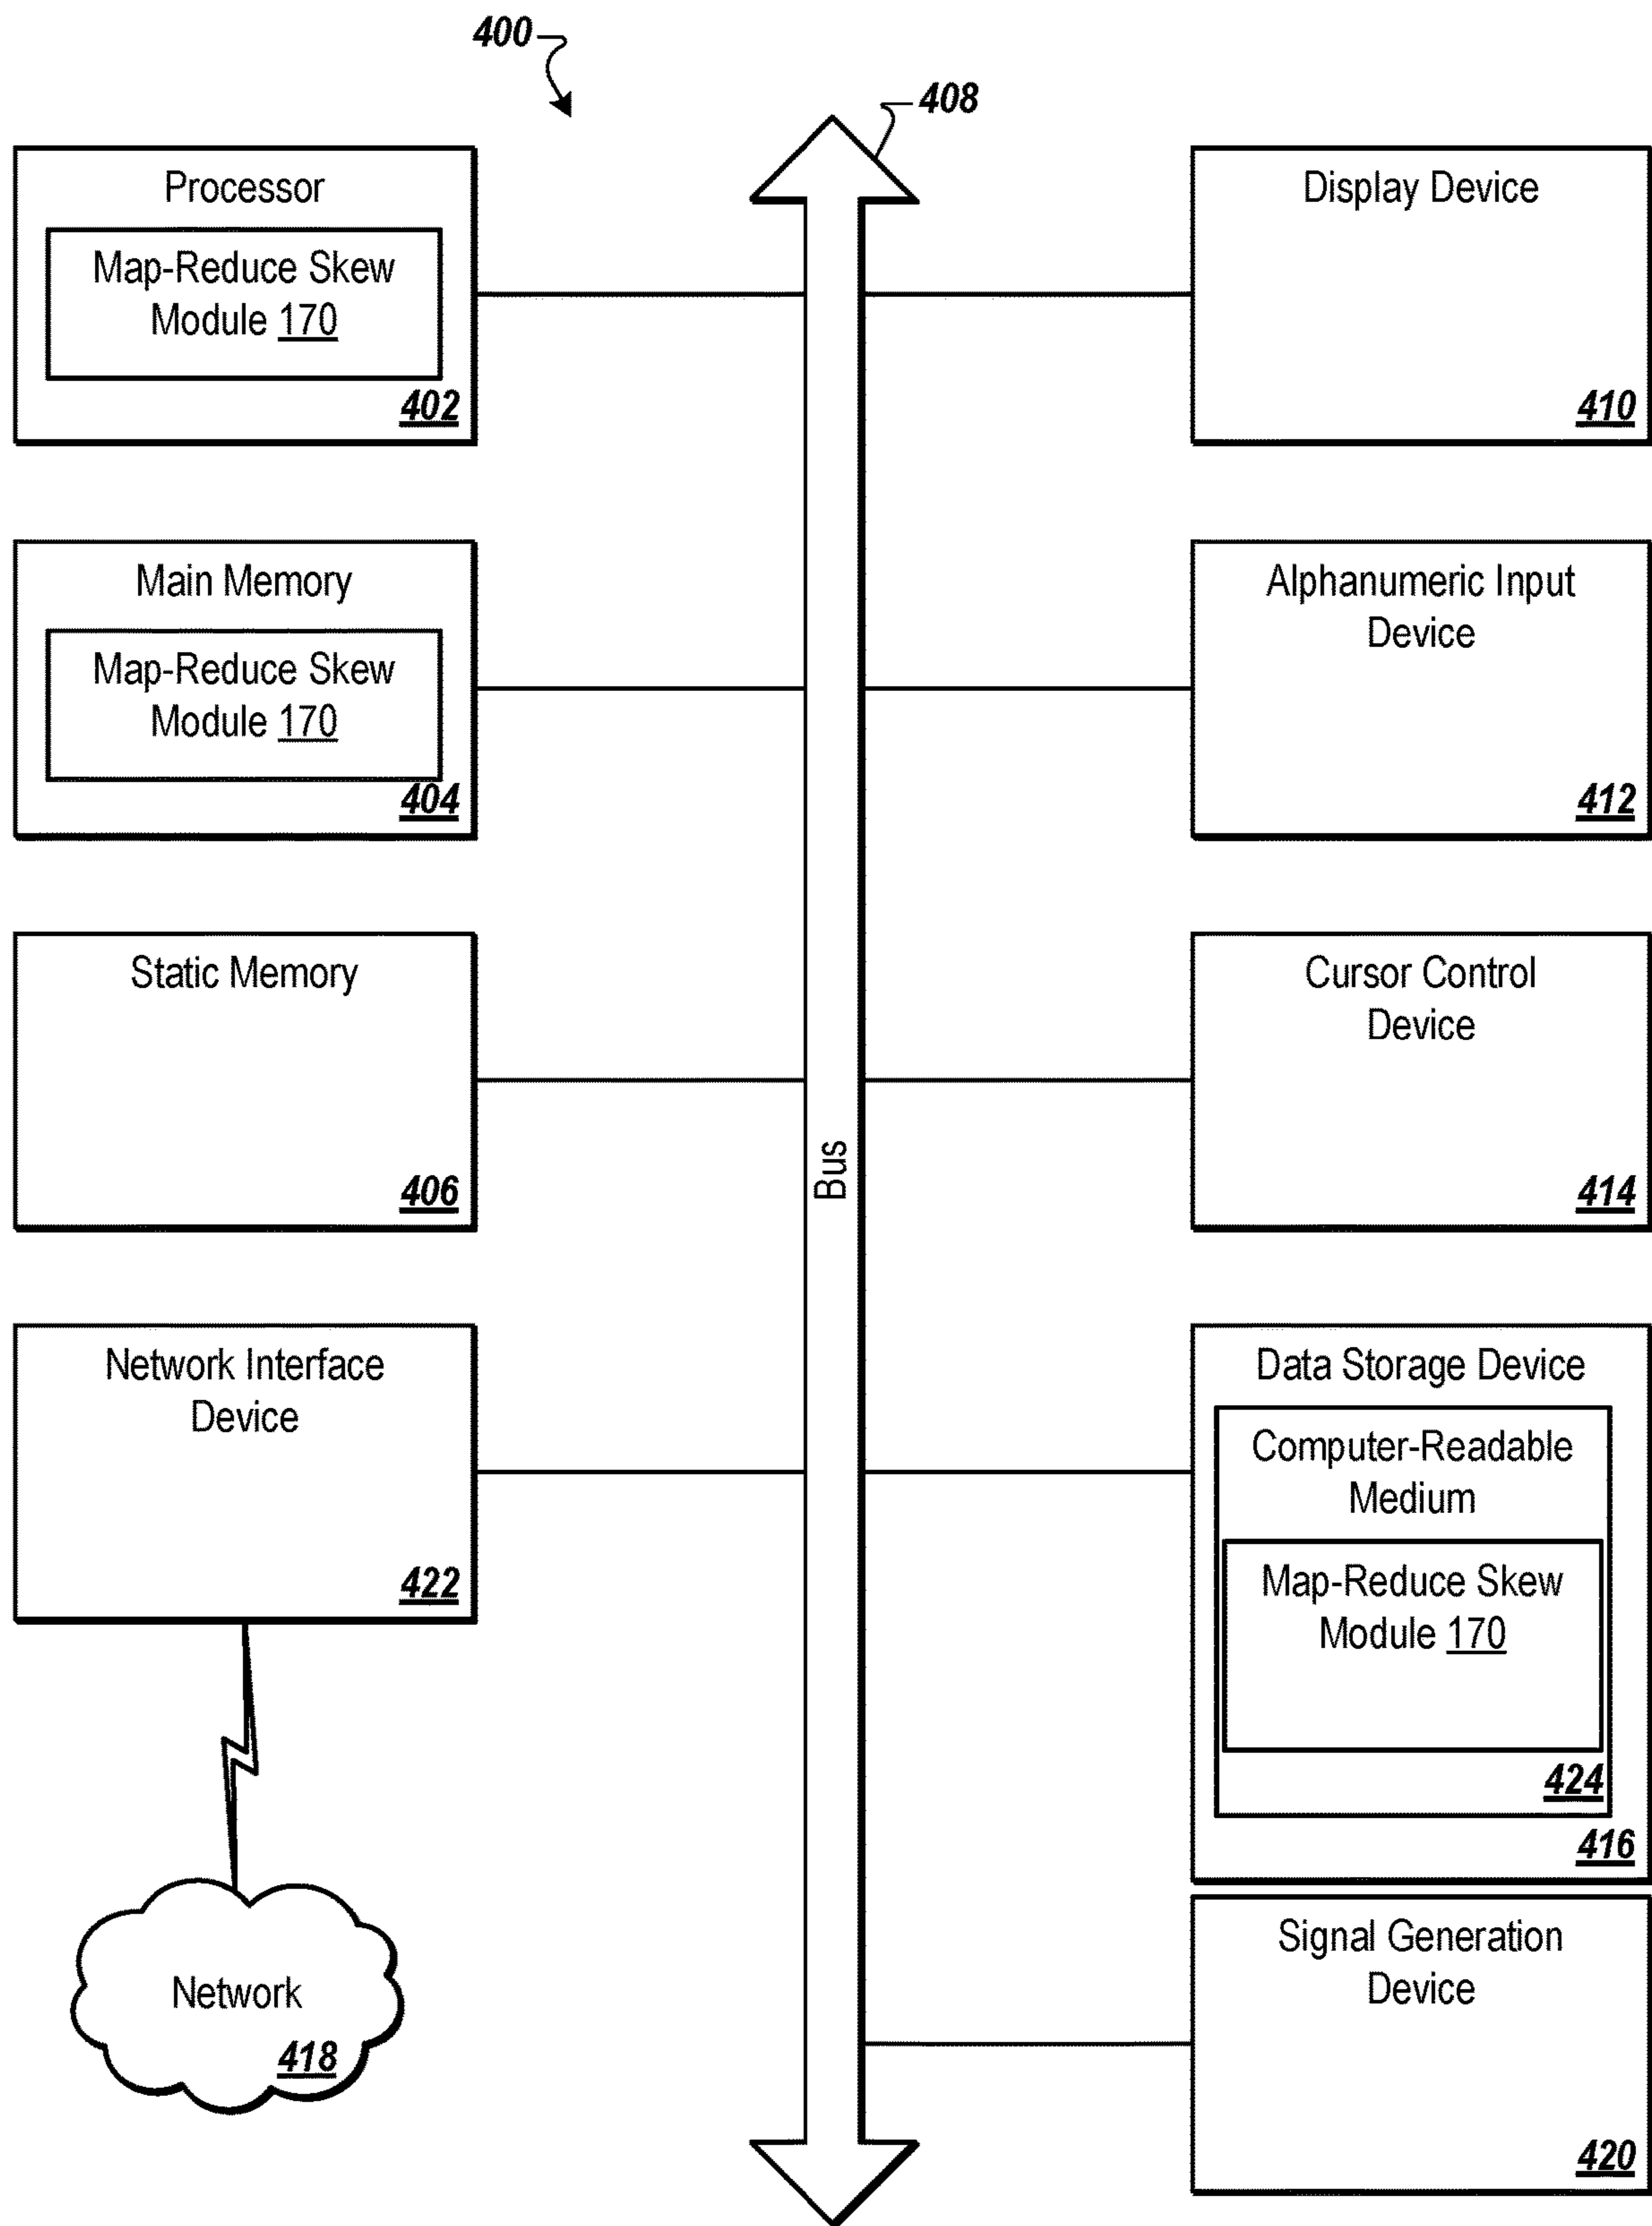 400
408
Processor
Map-Reduce Skew
Module 170
402
Main Memory
Map-Reduce Skew
Module 170
404
Static Memory
406
Network Interface
Device
422
Network
418
Bus
Display Device
410
Alphanumeric Input
Device
412
Cursor Control
Device
414
Data Storage Device
Computer-Readable
Medium
Map-Reduce Skew
Module 170
424
416
Signal Generation
Device
420